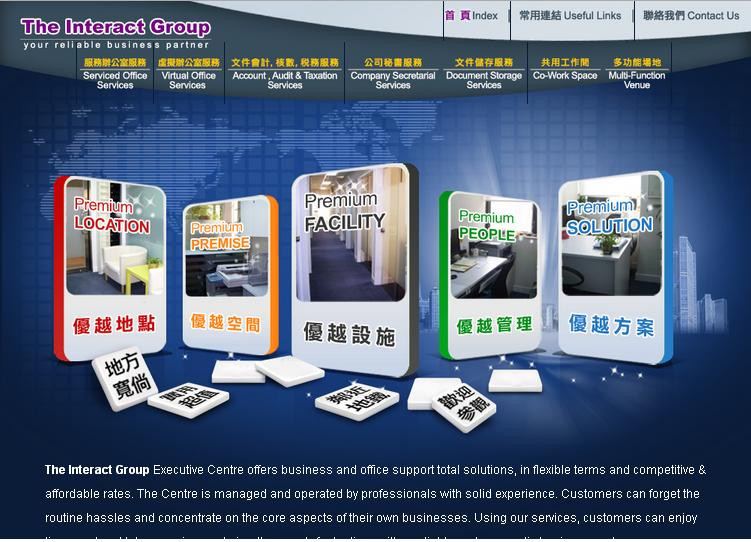 The Interact Group
your reliable business partner
首 頁 Index
常用連結 Useful Links
聯絡我們 Contact Us
服務辦公室服務
Serviced Office
Services
虛擬辦公室服務
Virtual Office
Services
文件會計, 核數, 稅務服務
Account , Audit & Taxation
Services
公司秘書服務
Company Secretarial
Services
文件儲存服務
Document Storage
Services
共用工作間
Co-Work Space
多功能場地
Multi-Function
Venue
Premium
LOCATION
優越地點
Premium
PREMISE
優越空間
Premium
FACILITY
優越設施
Premium
PEOPLE
優越管理
Premium
SOLUTION
優越方案
地方
寬倘
超值
鄰近
地鐵
歡迎
參觀
The Interact Group Executive Centre offers business and office support total solutions, in flexible terms and competitive &
affordable rates. The Centre is managed and operated by professionals with solid experience. Customers can forget the
routine hassles and concentrate on the core aspects of their own businesses. Using our services, customers can enjoy